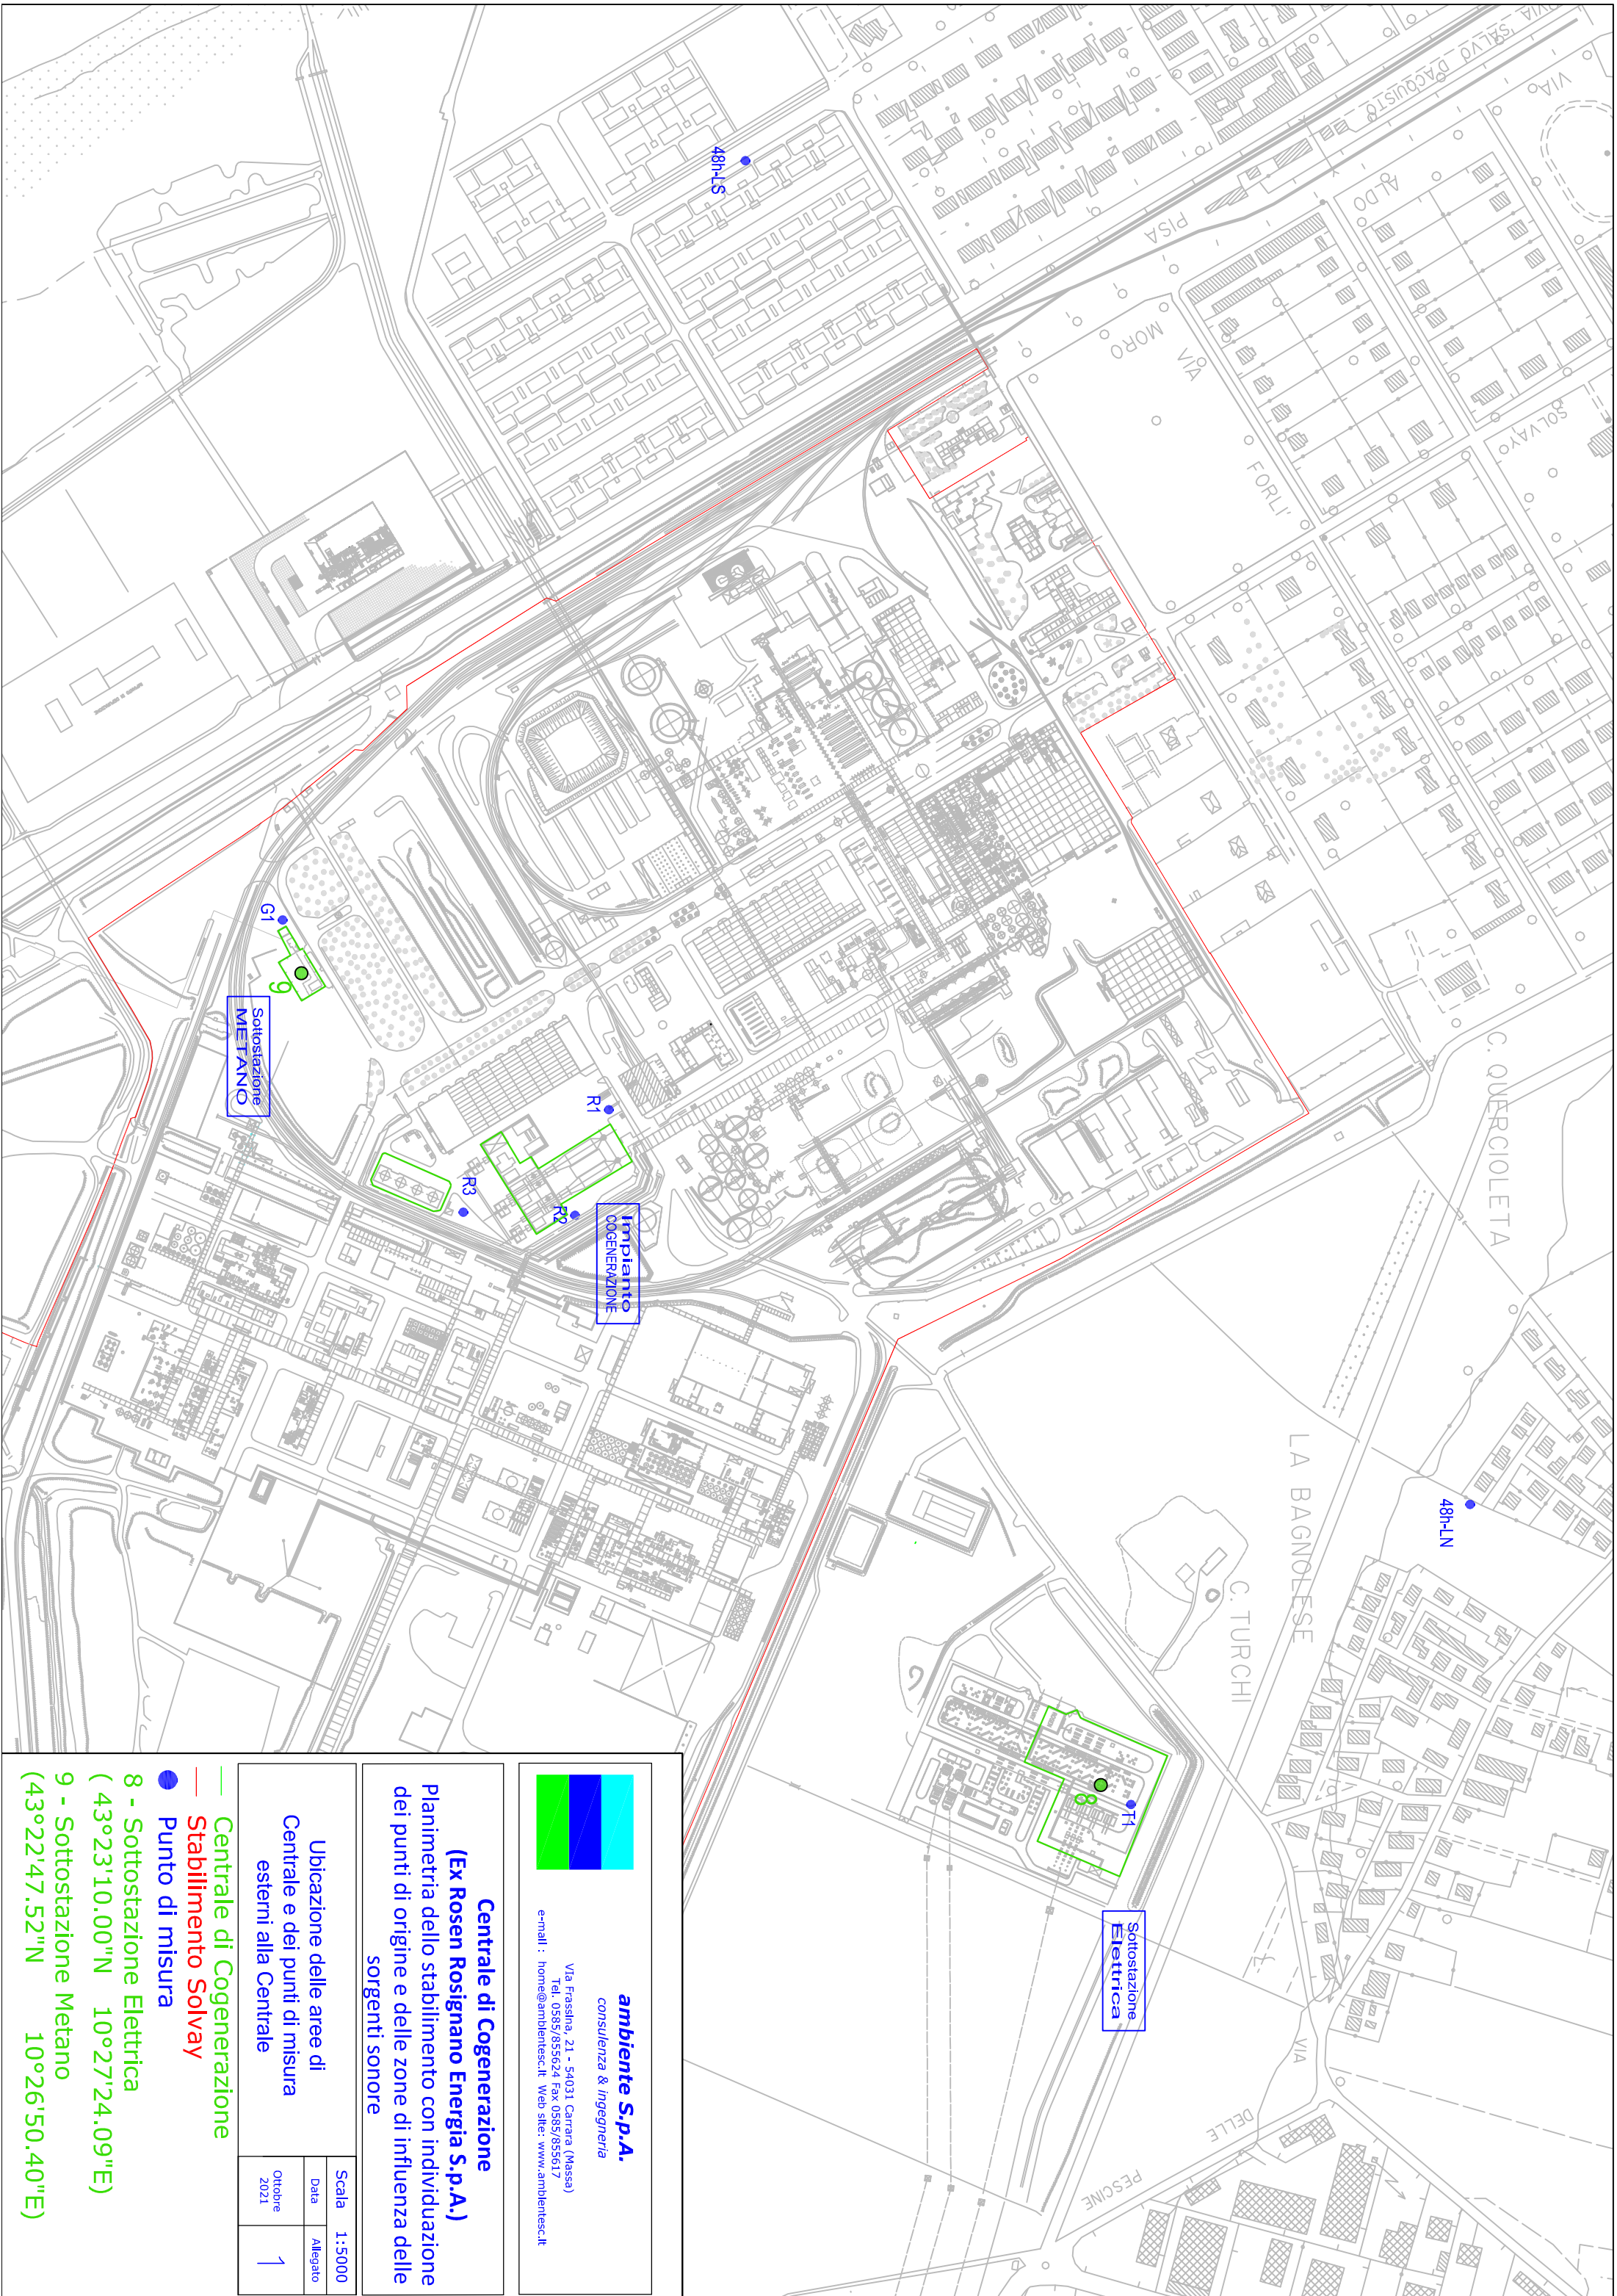 VIA
SALVO D'ACQUISTO
VIA
ALDO
PISA
MORO
VIA
SOLVAY
FORLI'
C. QUERCIOLETA
LA BAGNOLESE
C. TURCHI
VIA
DELLE
PESCINE
48h-LS
48h-LN
G1
9
Sottostazione
METANO
R1
R3
R2
Impianto
COGENERAZIONE
8
T1
Sottostazione
Elettrica
ambiente S.p.A.
consulenza & ingegneria
Via Frassina, 21 - 54031 Carrara (Massa)
Tel. 0585/855624 Fax 0585/855617
e-mail : home@ambientesc.it Web site: www.ambientesc.it
Centrale di Cogenerazione
(Ex Rosen Rosignano Energia S.p.A.)
Planimetria dello stabilimento con individuazione
dei punti di origine e delle zone di influenza delle
sorgenti sonore
Ubicazione delle aree di
Centrale e dei punti di misura
esterni alla Centrale
Scala 1:5000
Data
Allegato
Ottobre
2021
1
Centrale di Cogenerazione
Stabilimento Solvay
Punto di misura
8 - Sottostazione Elettrica
( 43°23'10.00"N 10°27'24.09"E)
9 - Sottostazione Metano
(43°22'47.52"N 10°26'50.40"E)